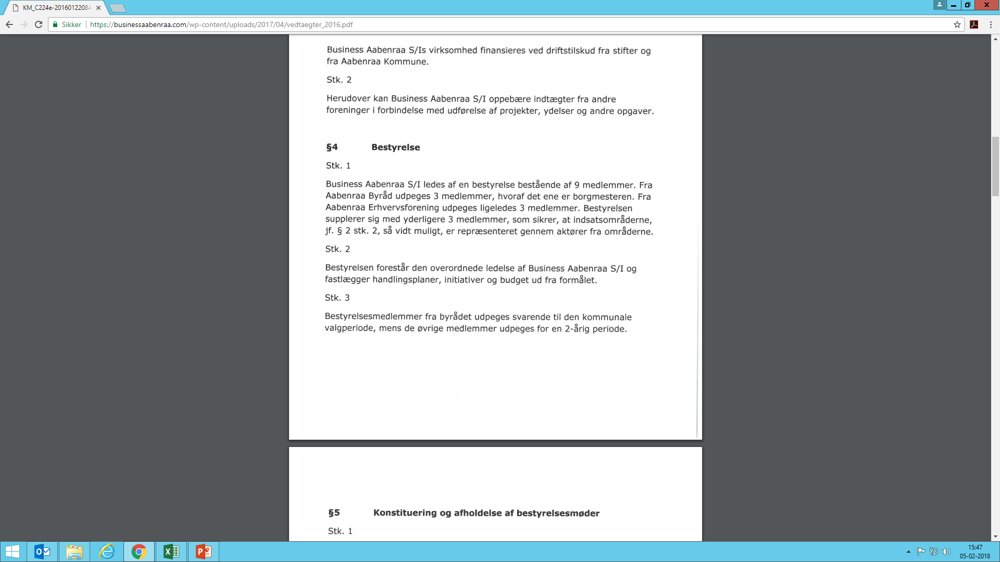 KM_C224e-20160122084
Sikker
https://businessaabenraa.com/wp-content/uploads/2017/04/vedtaegter_2016.pdf
Business Aabenraa S/Is virksomhed finansieres ved driftstilskud fra stifter og
fra Aabenraa Kommune.
Stk. 2
Herudover kan Business Aabenraa S/I oppebære indtægter fra andre
foreninger i forbindelse med udførelse af projekter, ydelser og andre opgaver.
§4 Bestyrelse
Stk. 1
Business Aabenraa S/I ledes af en bestyrelse bestående af 9 medlemmer. Fra
Aabenraa Byråd udpeges 3 medlemmer, hvoraf det ene er borgmesteren. Fra
Aabenraa Erhvervsforening udpeges ligeledes 3 medlemmer. Bestyrelsen
supplerer sig med yderligere 3 medlemmer, som sikrer, at indsatsområderne,
jf. § 2 stk. 2, så vidt muligt, er repræsenteret gennem aktører fra områderne.
Stk. 2
Bestyrelsen forestår den overordnede ledelse af Business Aabenraa S/I og
fastlægger handlingsplaner, initiativer og budget ud fra formålet.
Stk. 3
Bestyrelsesmedlemmer fra byrådet udpeges svarende til den kommunale
valgperiode, mens de øvrige medlemmer udpeges for en 2-årig periode.
§5 Konstituering og afholdelse af bestyrelsesmøder
Stk. 1
15:47
05-02-2018